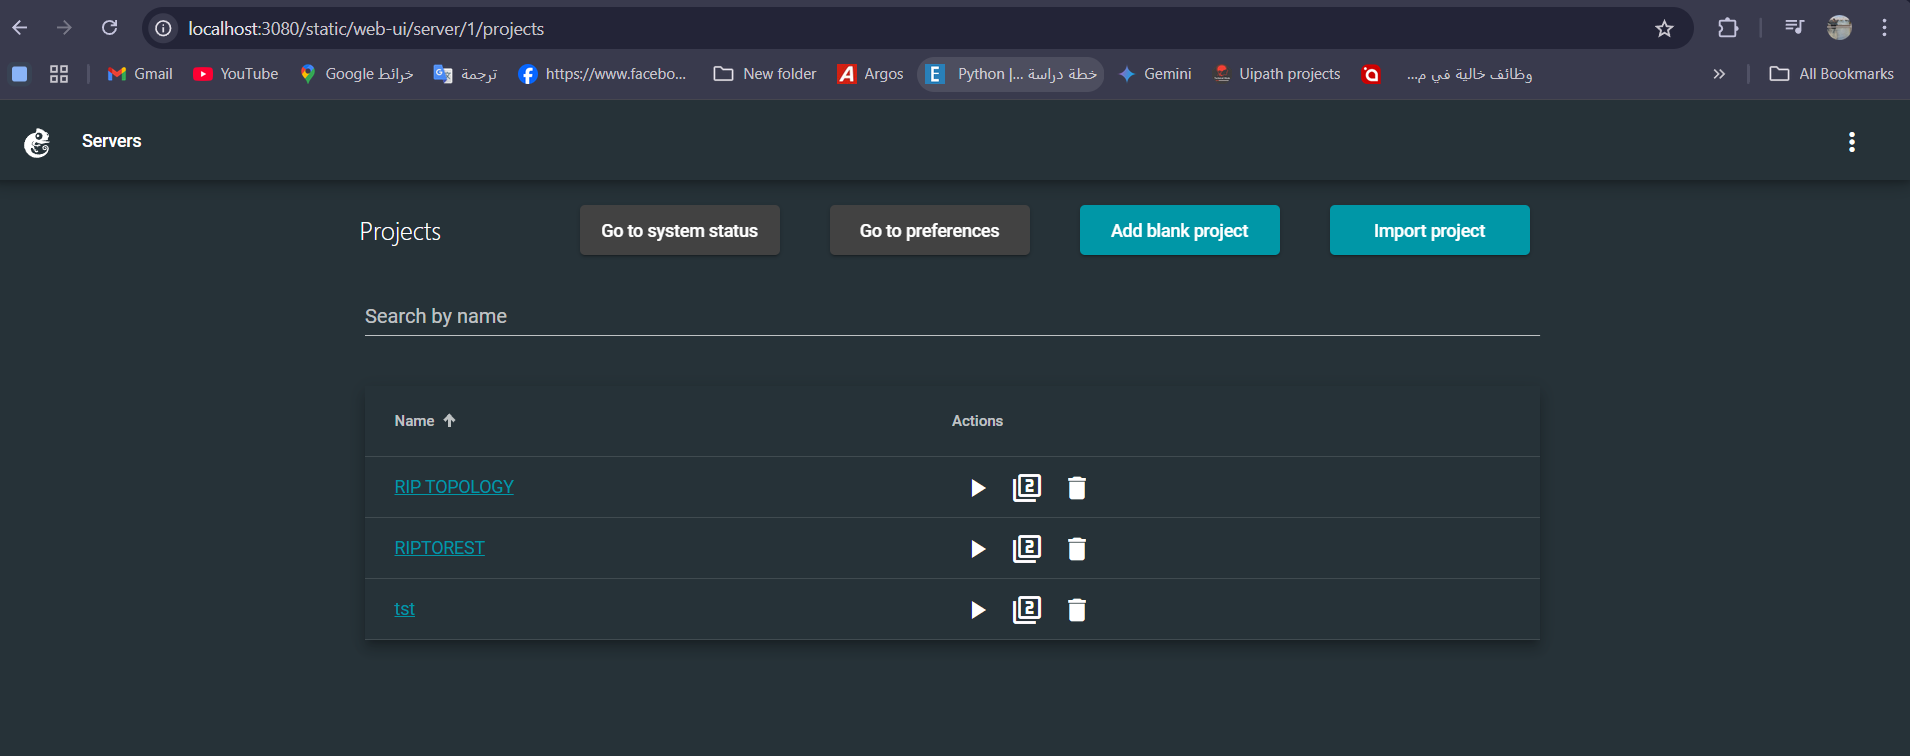 localhost:3080/static/web-ui/server/1/projects
Gmail YouTube Google خرائط ترجمة https://www.facebo... New folder Argos Python |... خطة دراسة Gemini Uipath projects وظائف خالية في م... All Bookmarks
Servers
Projects Go to system status Go to preferences Add blank project Import project
Search by name
Name Actions
RIP TOPOLOGY
RIPTOREST
tst